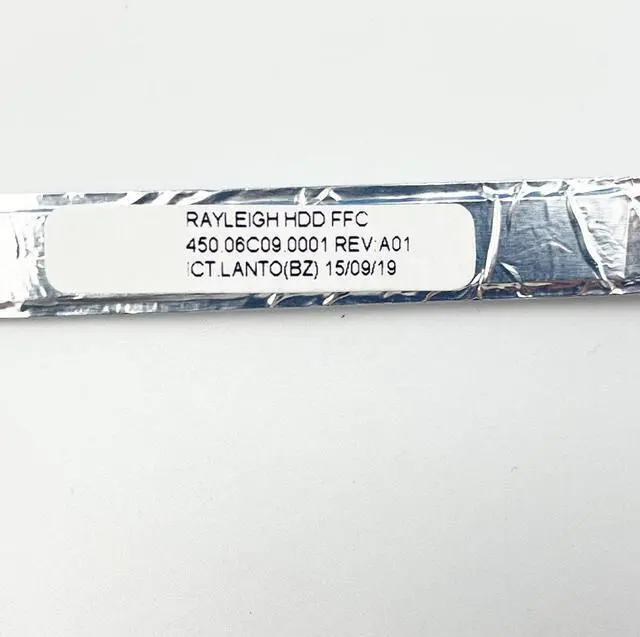 RAYLEIGH HDD FFC
450.06C09.0001 REV:A01
ICT.LANTO(BZ) 15/09/19